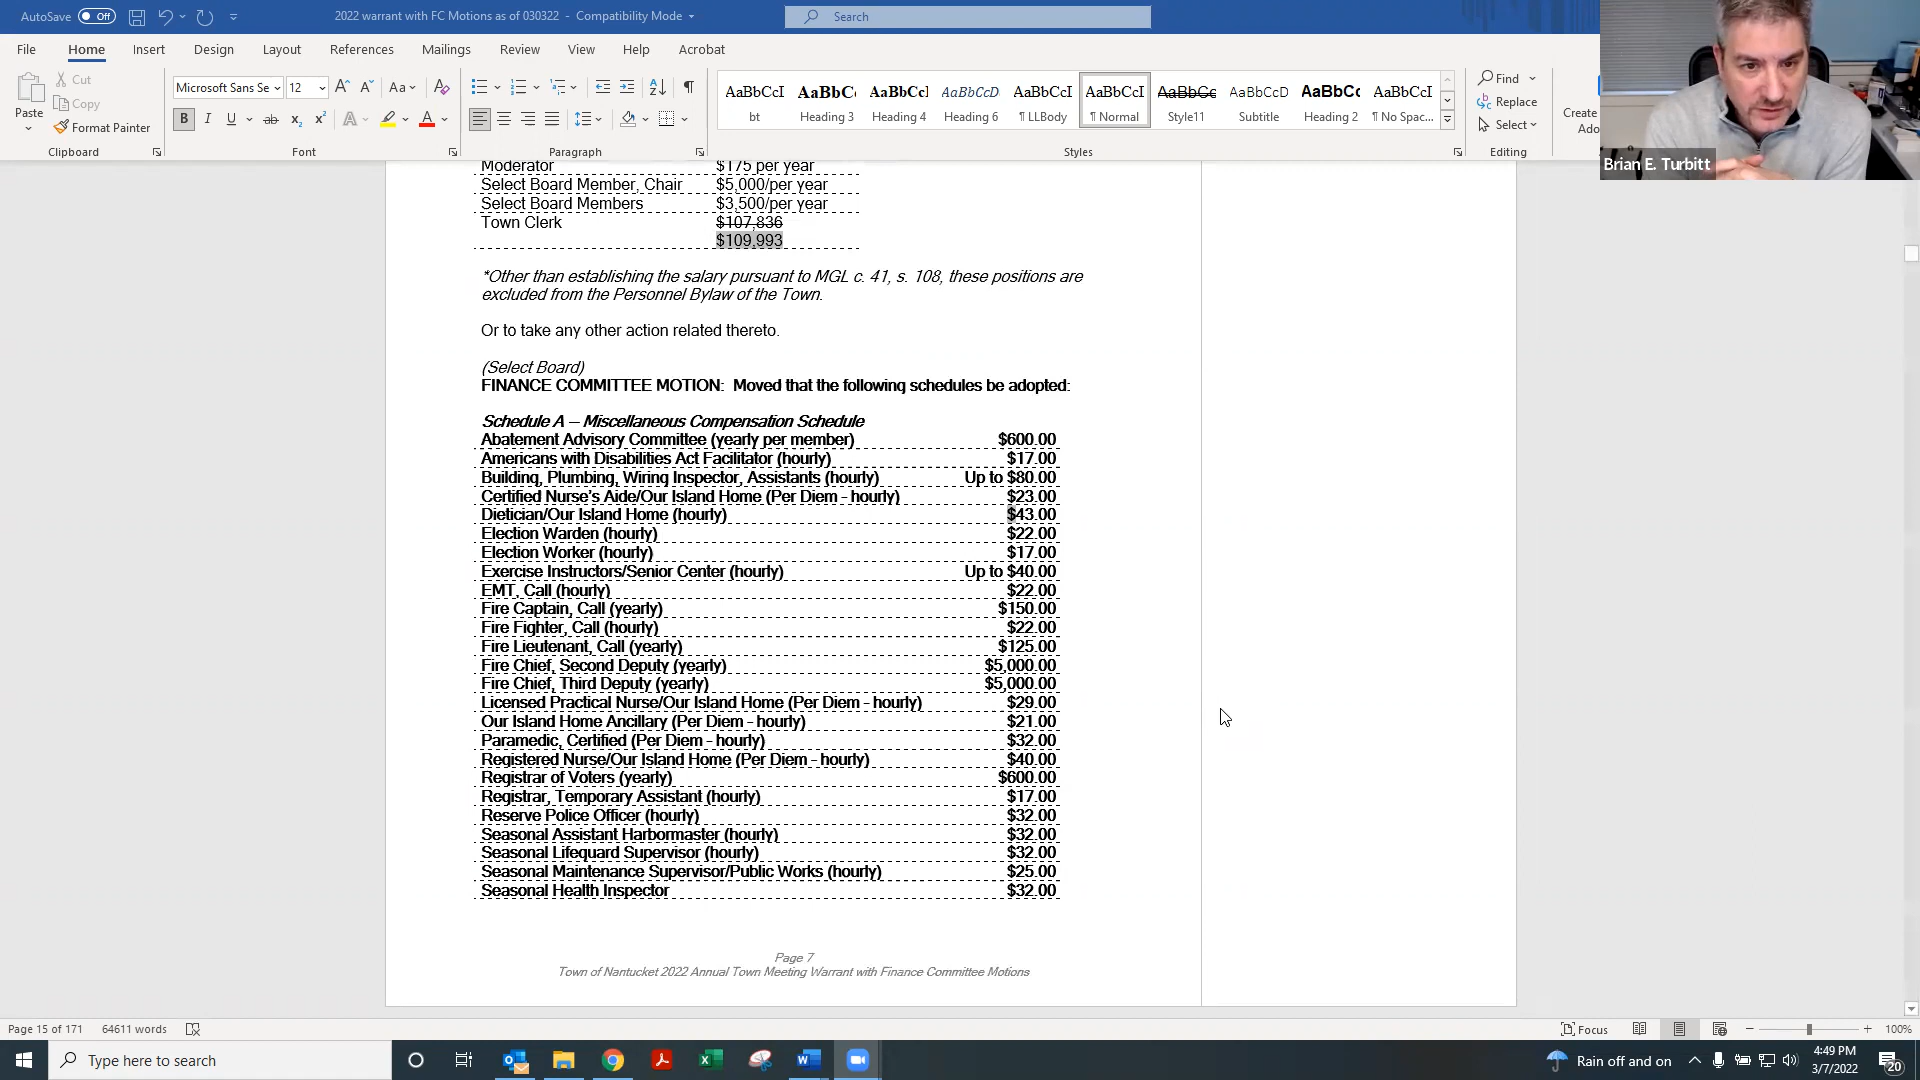 AutoSave Off 2022 warrant with FC Motions as of 030322 - Compatibility Mode Search
File Home Insert Design Layout References Mailings Review View Help Acrobat
Paste Cut Copy Format Painter
Microsoft Sans Se 12
AaBbCcI AaBbC AaBbCcI AaBbCcD AaBbCcI AaBbCcI AaBbCc AaBbCcD AaBbCc AaBbCcI
bt Heading 3 Heading 4 Heading 6 ¶ LLBody ¶ Normal Style11 Subtitle Heading 2 ¶ No Spac...
Find
Replace
Select
Create
Ado
Clipboard Font Paragraph Styles Editing
Brian E. Turbitt
Moderator $175 per year
Select Board Member, Chair $5,000/per year
Select Board Members $3,500/per year
Town Clerk $107,836
$109,993
*Other than establishing the salary pursuant to MGL c. 41, s. 108, these positions are
excluded from the Personnel Bylaw of the Town.
Or to take any other action related thereto.
(Select Board)
FINANCE COMMITTEE MOTION: Moved that the following schedules be adopted:
Schedule A – Miscellaneous Compensation Schedule
Abatement Advisory Committee (yearly per member) $600.00
Americans with Disabilities Act Facilitator (hourly) $17.00
Building, Plumbing, Wiring Inspector, Assistants (hourly) Up to $80.00
Certified Nurse's Aide/Our Island Home (Per Diem - hourly) $23.00
Dietician/Our Island Home (hourly) $43.00
Election Warden (hourly) $22.00
Election Worker (hourly) $17.00
Exercise Instructors/Senior Center (hourly) Up to $40.00
EMT, Call (hourly) $22.00
Fire Captain, Call (yearly) $150.00
Fire Fighter, Call (hourly) $22.00
Fire Lieutenant, Call (yearly) $125.00
Fire Chief, Second Deputy (yearly) $5,000.00
Fire Chief, Third Deputy (yearly) $5,000.00
Licensed Practical Nurse/Our Island Home (Per Diem - hourly) $29.00
Our Island Home Ancillary (Per Diem - hourly) $21.00
Paramedic, Certified (Per Diem - hourly) $32.00
Registered Nurse/Our Island Home (Per Diem - hourly) $40.00
Registrar of Voters (yearly) $600.00
Registrar, Temporary Assistant (hourly) $17.00
Reserve Police Officer (hourly) $32.00
Seasonal Assistant Harbormaster (hourly) $32.00
Seasonal Lifeguard Supervisor (hourly) $32.00
Seasonal Maintenance Supervisor/Public Works (hourly) $25.00
Seasonal Health Inspector $32.00
Page 7
Town of Nantucket 2022 Annual Town Meeting Warrant with Finance Committee Motions
Page 15 of 171 64611 words Focus 100%
Type here to search Rain off and on 4:49 PM
3/7/2022 20